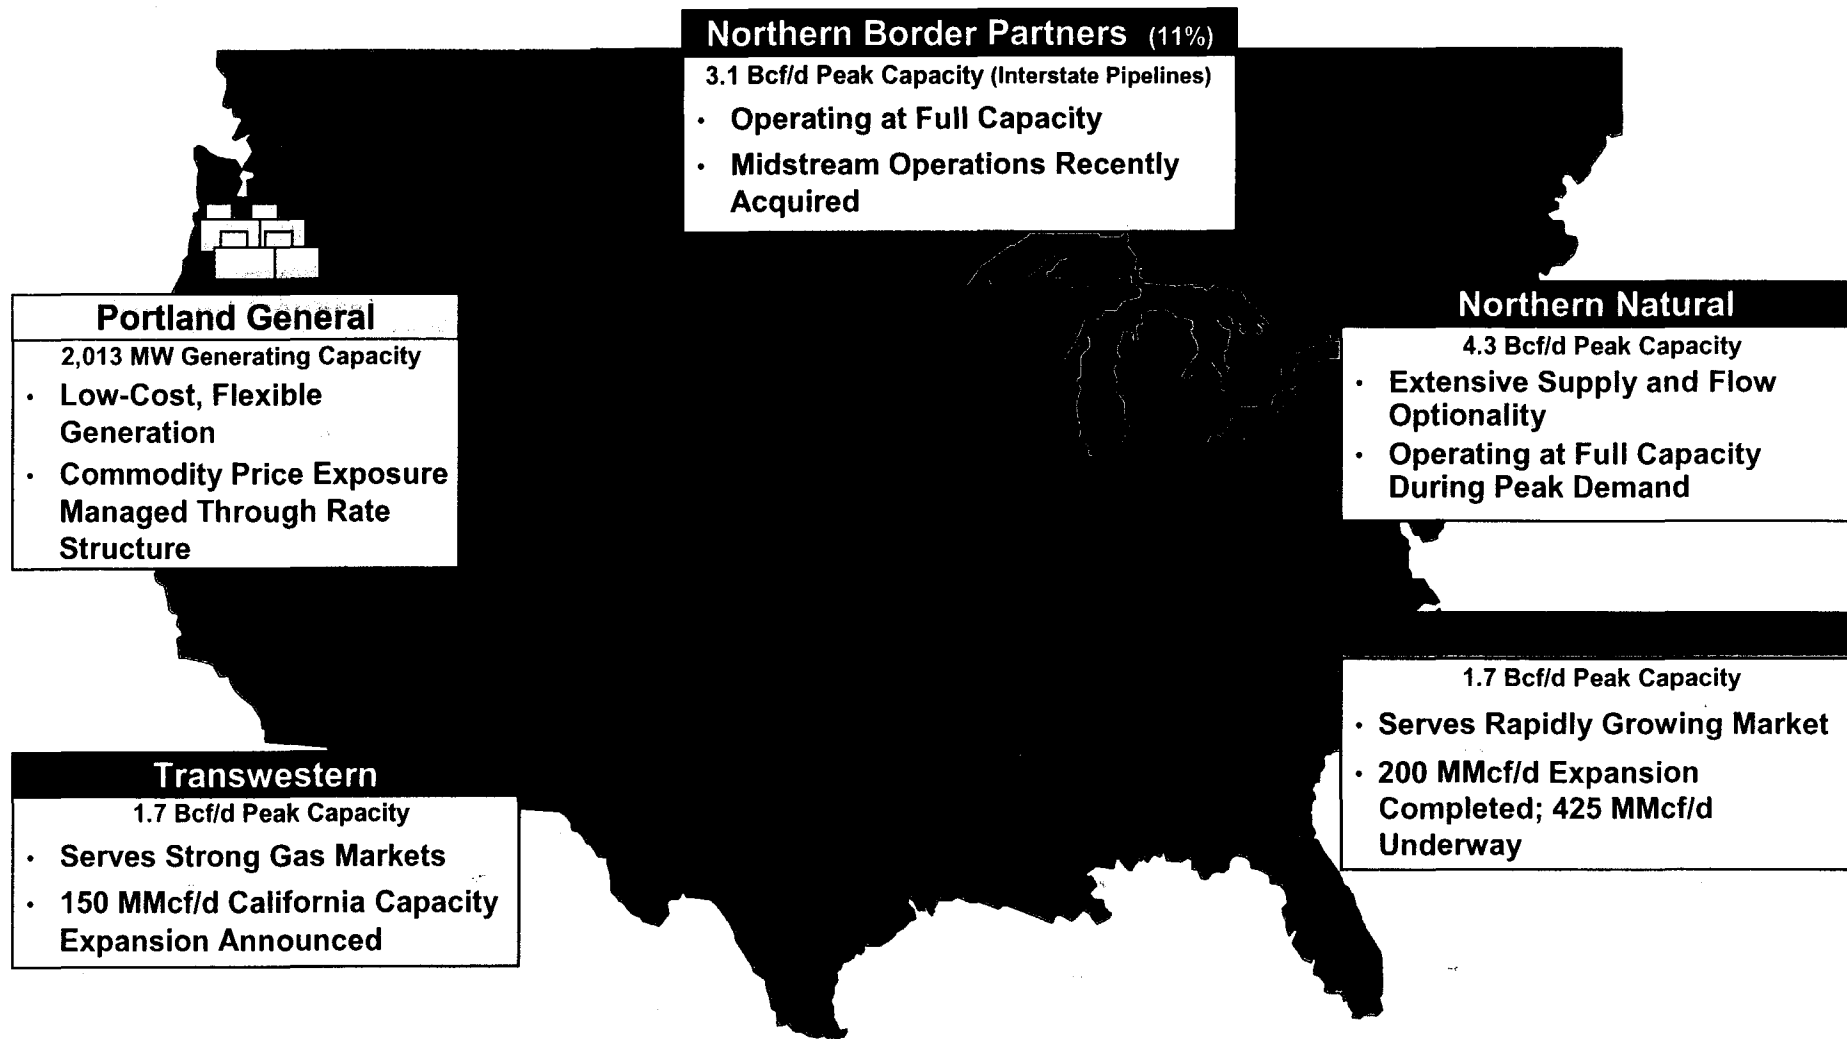 Northern Border Partners (11%)
3.1 Bcf/d Peak Capacity (Interstate Pipelines)
· Operating at Full Capacity
· Midstream Operations Recently
Acquired
Portland General
2,013 MW Generating Capacity
· Low-Cost, Flexible
Generation
· Commodity Price Exposure
Managed Through Rate
Structure
Northern Natural
4.3 Bcf/d Peak Capacity
· Extensive Supply and Flow
Optionality
· Operating at Full Capacity
During Peak Demand
1.7 Bcf/d Peak Capacity
· Serves Rapidly Growing Market
· 200 MMcf/d Expansion
Completed; 425 MMcf/d
Underway
Transwestern
1.7 Bcf/d Peak Capacity
· Serves Strong Gas Markets
· 150 MMcf/d California Capacity
Expansion Announced